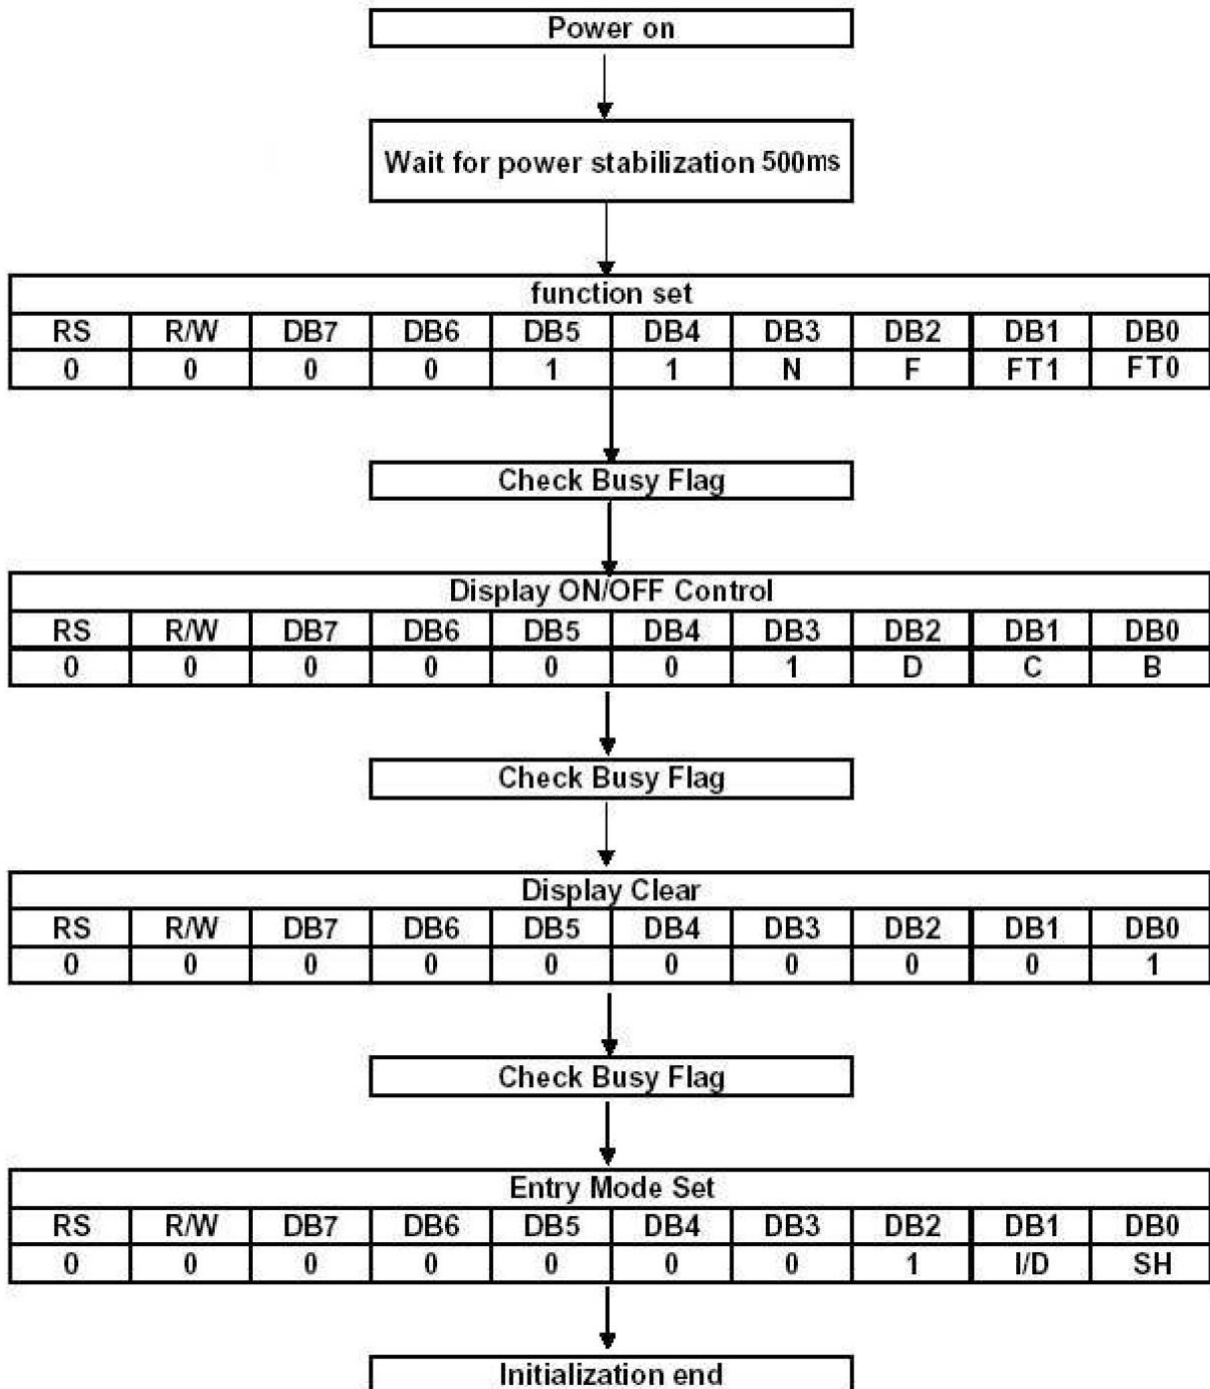 Power on
Wait for power stabilization 500ms
function set
RS R/W DB7 DB6 DB5 DB4 DB3 DB2 DB1 DB0
0 0 0 0 1 1 N F FT1 FT0
Check Busy Flag
Display ON/OFF Control
RS R/W DB7 DB6 DB5 DB4 DB3 DB2 DB1 DB0
0 0 0 0 0 0 1 D C B
Check Busy Flag
Display Clear
RS R/W DB7 DB6 DB5 DB4 DB3 DB2 DB1 DB0
0 0 0 0 0 0 0 0 0 1
Check Busy Flag
Entry Mode Set
RS R/W DB7 DB6 DB5 DB4 DB3 DB2 DB1 DB0
0 0 0 0 0 0 0 1 I/D SH
Initialization end